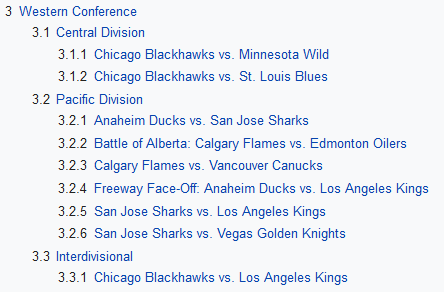 3 Western Conference
3.1 Central Division
3.1.1 Chicago Blackhawks vs. Minnesota Wild
3.1.2 Chicago Blackhawks vs. St. Louis Blues
3.2 Pacific Division
3.2.1 Anaheim Ducks vs. San Jose Sharks
3.2.2 Battle of Alberta: Calgary Flames vs. Edmonton Oilers
3.2.3 Calgary Flames vs. Vancouver Canucks
3.2.4 Freeway Face-Off: Anaheim Ducks vs. Los Angeles Kings
3.2.5 San Jose Sharks vs. Los Angeles Kings
3.2.6 San Jose Sharks vs. Vegas Golden Knights
3.3 Interdivisional
3.3.1 Chicago Blackhawks vs. Los Angeles Kings